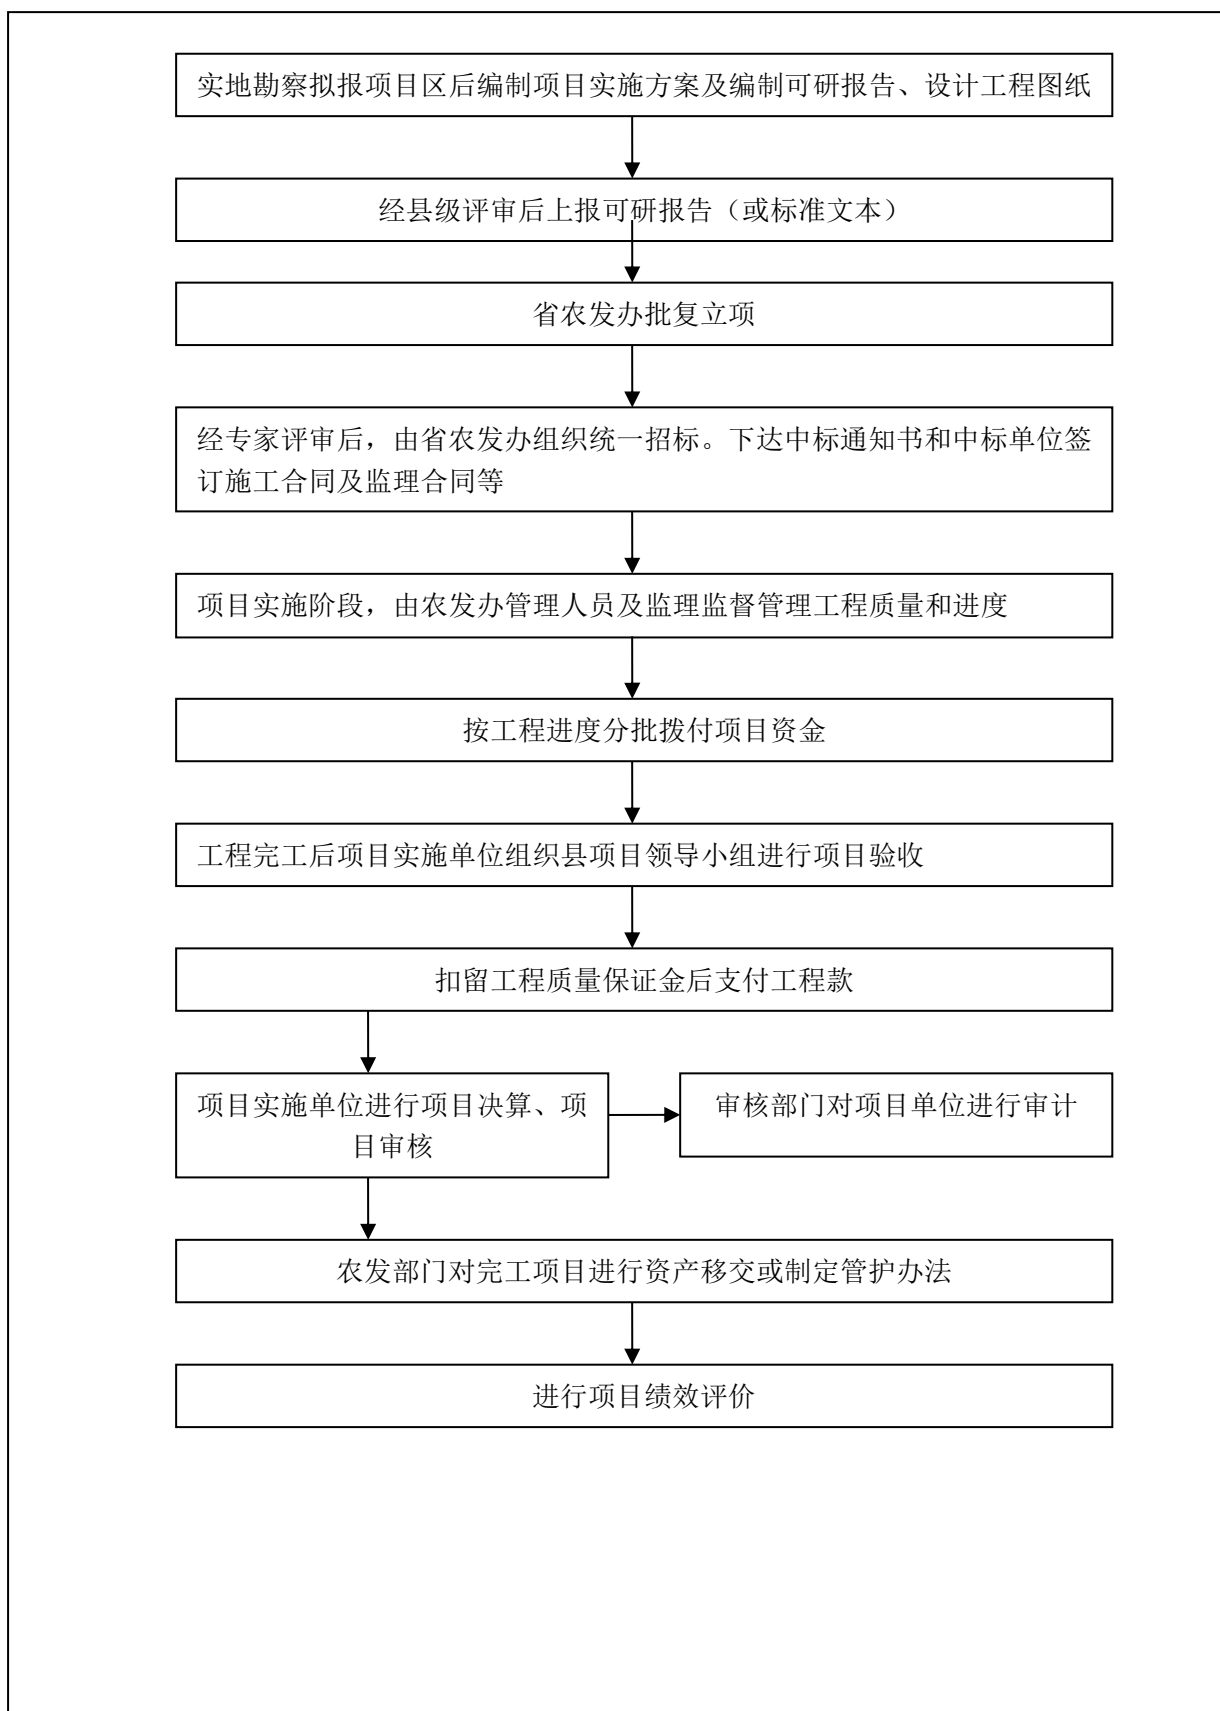 实地勘察拟报项目区后编制项目实施方案及编制可研报告、设计工程图纸
经县级评审后上报可研报告（或标准文本）
省农发办批复立项
经专家评审后，由省农发办组织统一招标。下达中标通知书和中标单位签
订施工合同及监理合同等
项目实施阶段，由农发办管理人员及监理监督管理工程质量和进度
按工程进度分批拨付项目资金
工程完工后项目实施单位组织县项目领导小组进行项目验收
扣留工程质量保证金后支付工程款
项目实施单位进行项目决算、项
目审核
审核部门对项目单位进行审计
农发部门对完工项目进行资产移交或制定管护办法
进行项目绩效评价